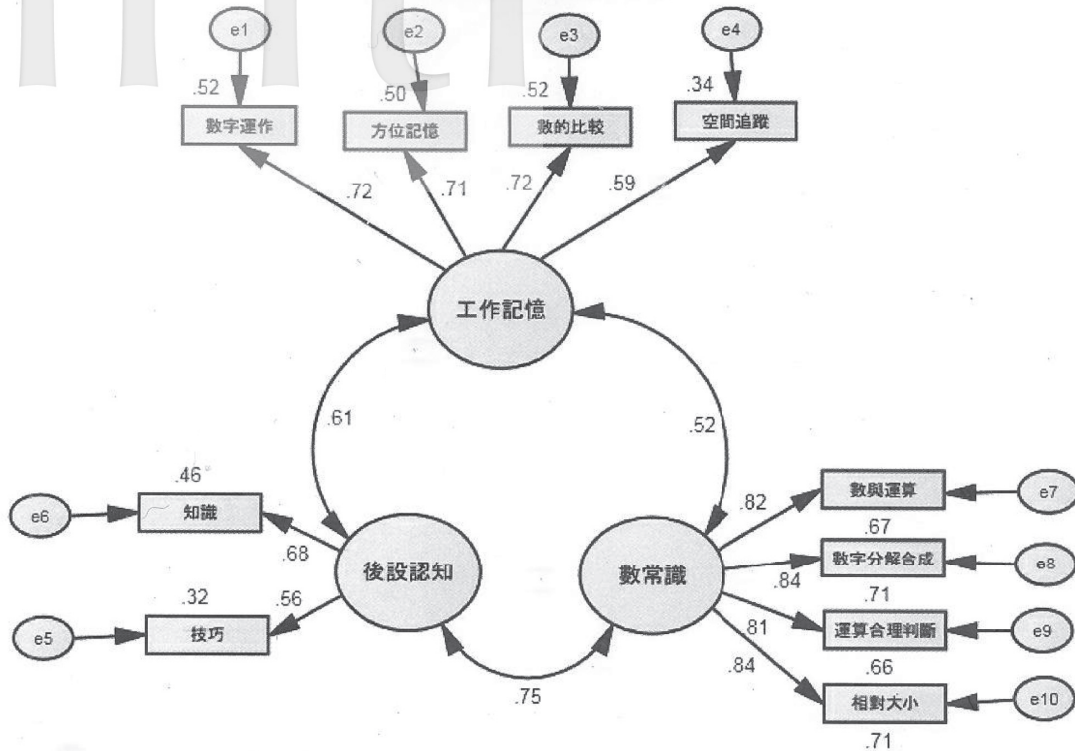 e1
e2
e3
e4
.52
.50
.52
.34
數字運作
方位記憶
數的比較
空間追蹤
.72
.71
.72
.59
工作記憶
.61
.52
.46
e6
知識
.68
後設認知
.32
.56
e5
技巧
.75
數常識
.82
數與運算
e7
.67
.84
數字分解合成
e8
.71
.81
運算合理判斷
e9
.66
.84
相對大小
e10
.71